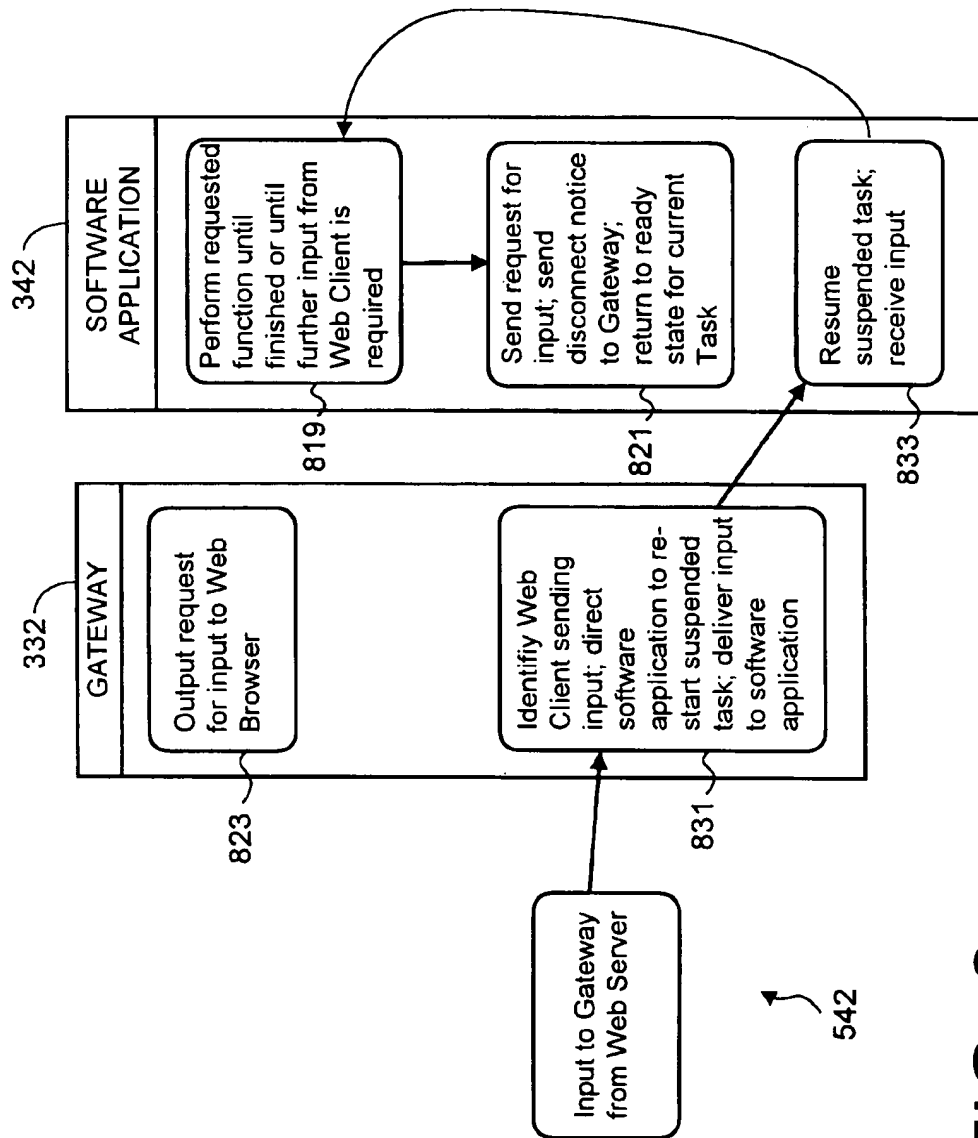 342
SOFTWARE
APPLICATION
Perform requested
function until
finished or until
further input from
Web Client is
required
819
Send request for
input; send
disconnect notice
to Gateway;
return to ready
state for current
Task
821
Resume
suspended task;
receive input
833
332
GATEWAY
Output request
for input to Web
Browser
823
Identifiy Web
Client sending
input; direct
software
application to re-
start suspended
task; deliver input
to software
application
831
Input to Gateway
from Web Server
542